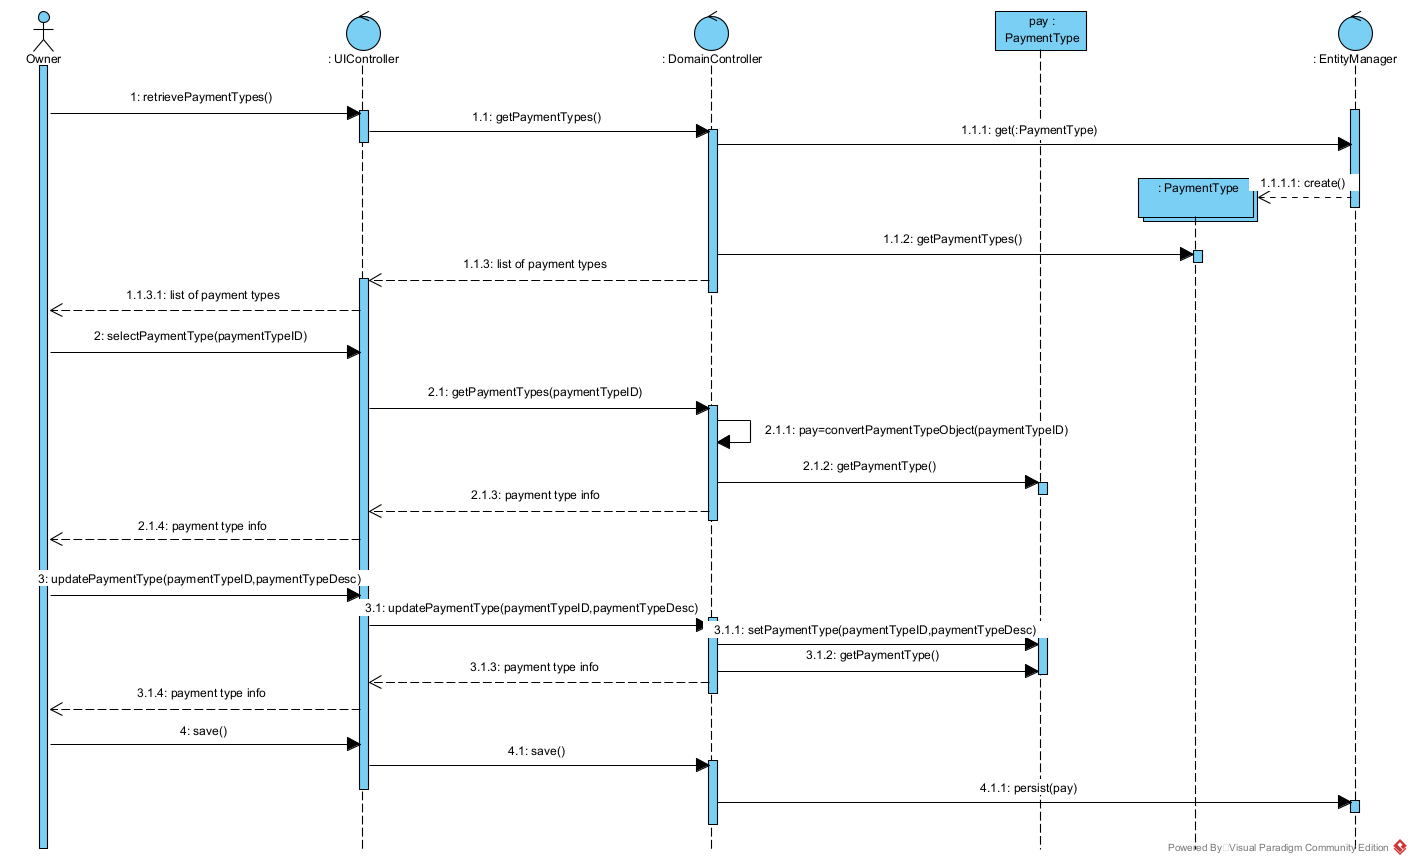 pay :
PaymentType
Owner
: UIController
: DomainController
: EntityManager
1: retrievePaymentTypes()
1.1: getPaymentTypes()
1.1.1: get(:PaymentType)
1.1.1.1: create()
: PaymentType
1.1.2: getPaymentTypes()
1.1.3: list of payment types
1.1.3.1: list of payment types
2: selectPaymentType(paymentTypeID)
2.1: getPaymentTypes(paymentTypeID)
2.1.1: pay=convertPaymentTypeObject(paymentTypeID)
2.1.2: getPaymentType()
2.1.3: payment type info
2.1.4: payment type info
3: updatePaymentType(paymentTypeID,paymentTypeDesc)
3.1: updatePaymentType(paymentTypeID,paymentTypeDesc)
3.1.1: setPaymentType(paymentTypeID,paymentTypeDesc)
3.1.2: getPaymentType()
3.1.3: payment type info
3.1.4: payment type info
4: save()
4.1: save()
4.1.1: persist(pay)
Powered By Visual Paradigm Community Edition